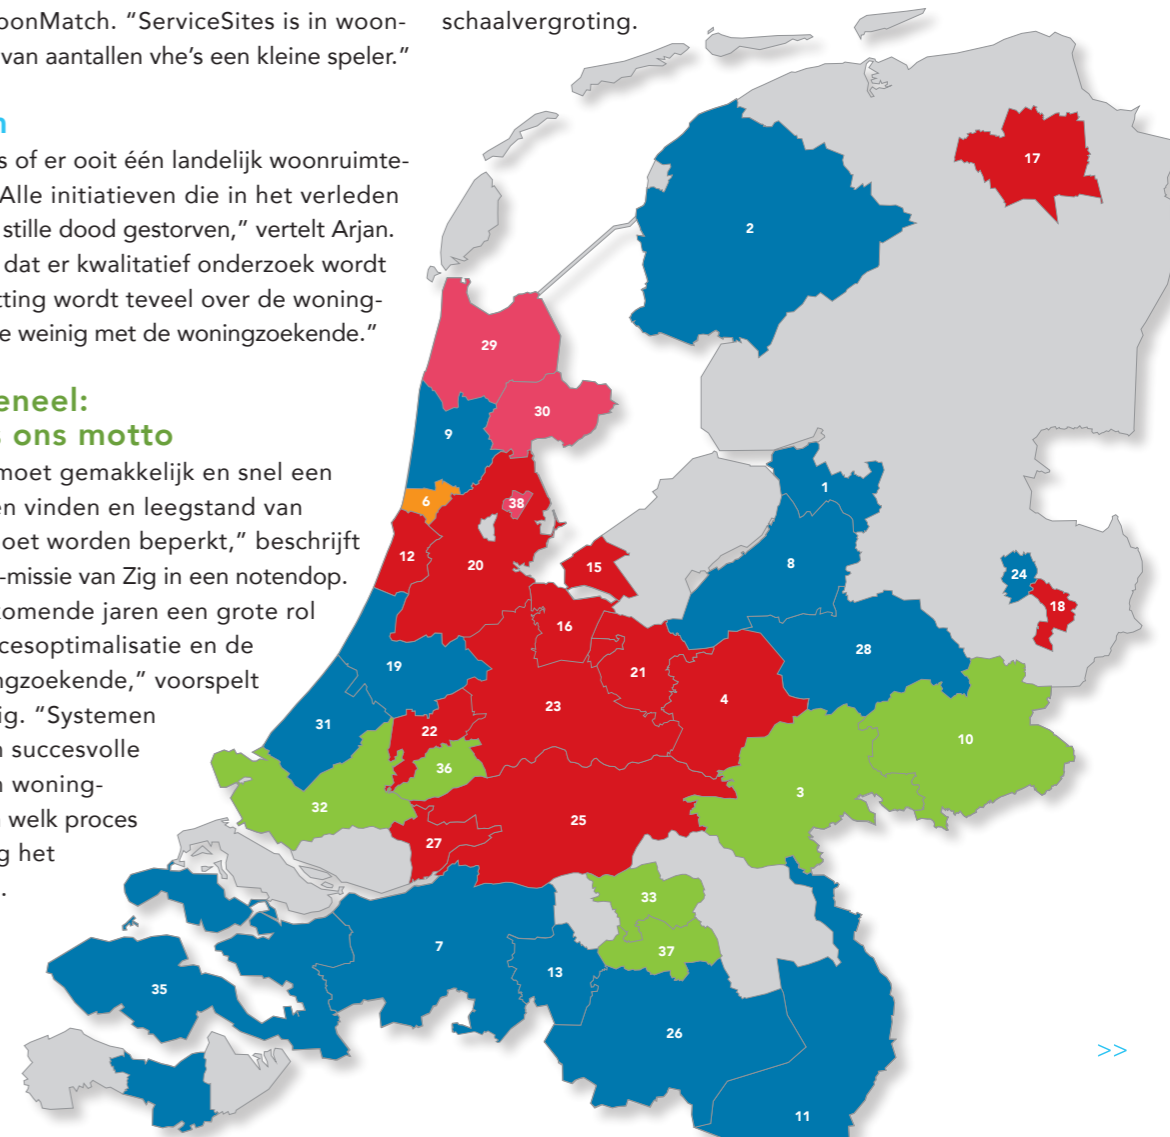 oonMatch. “ServiceSites is in woon-
van aantallen vhe’s een kleine speler.”
n
s of er ooit één landelijk woonruimte-
Alle initiatieven die in het verleden
stille dood gestorven,” vertelt Arjan.
dat er kwalitatief onderzoek wordt
tting wordt teveel over de woning-
e weinig met de woningzoekende.”
eneel:
s ons motto
moet gemakkelijk en snel een
en vinden en leegstand van
oet worden beperkt,” beschrijft
-missie van Zig in een notendop.
komende jaren een grote rol
cesoptimalisatie en de
ngzoekende,” voorspelt
ig. “Systemen
n succesvolle
n woning-
n welk proces
g het
.
schaalvergroting.
17
2
29
30
9
6
38
1
12
20
15
8
24
18
16
19
21
28
4
23
31
22
10
36
3
32
25
27
33
7
37
13
35
26
11
>>